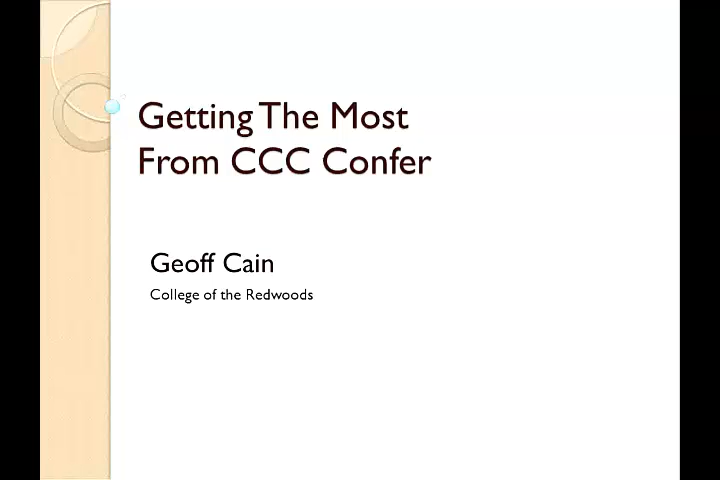 Getting The Most
From CCC Confer
Geoff Cain
College of the Redwoods